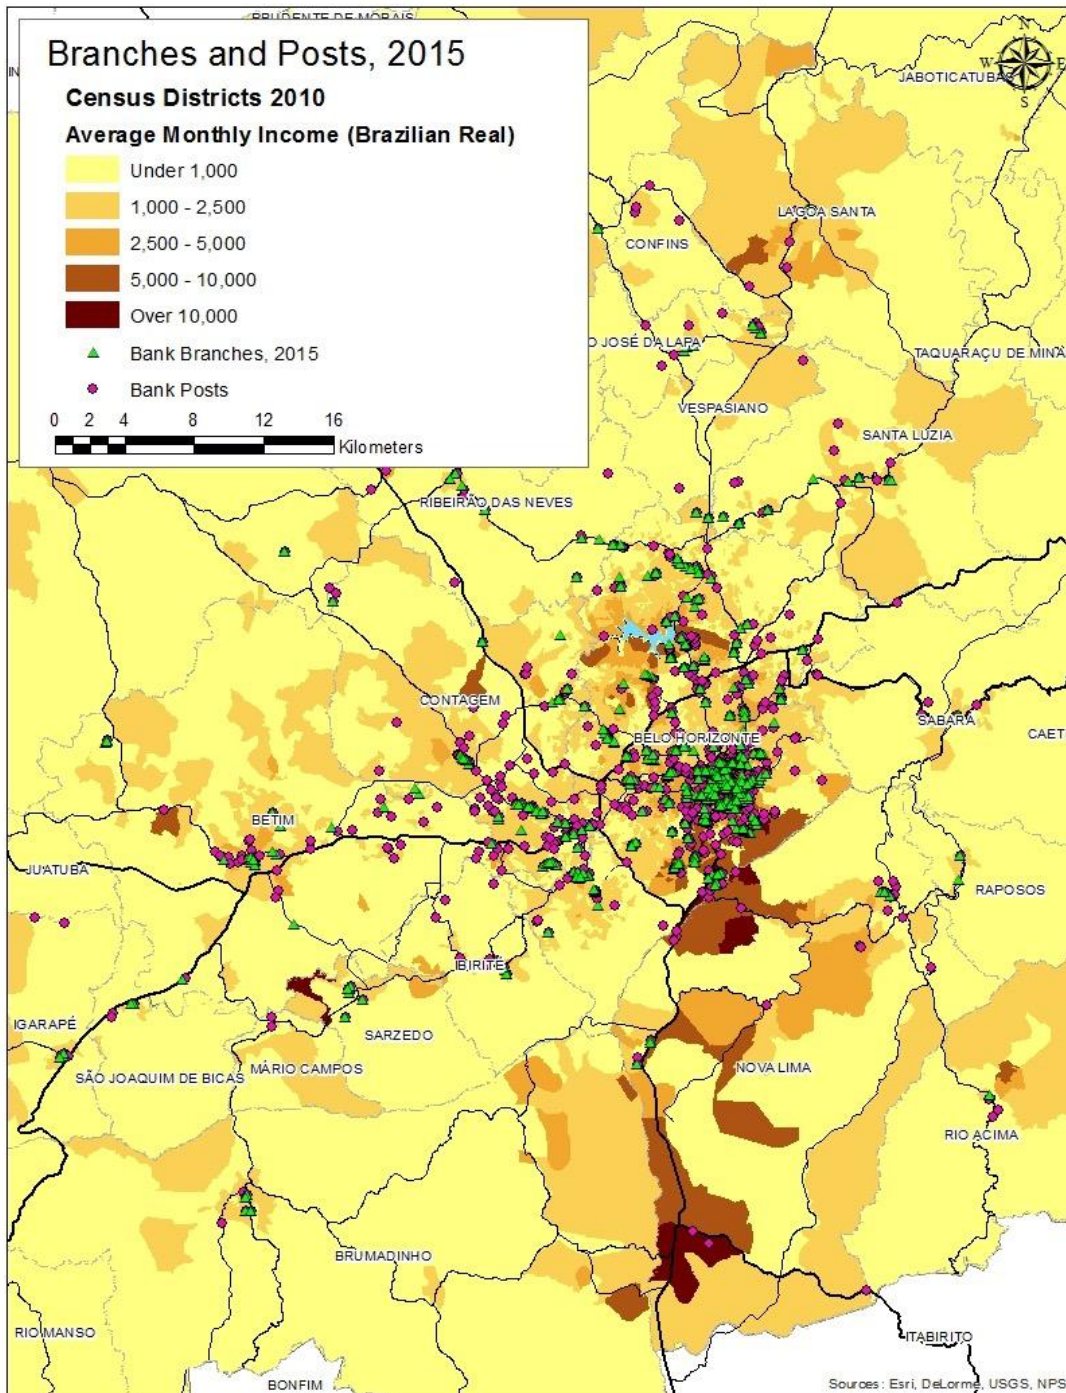 PRUDENTE DE MORAIS
Branches and Posts, 2015
Census Districts 2010
Average Monthly Income (Brazilian Real)
Under 1,000
1,000 - 2,500
2,500 - 5,000
5,000 - 10,000
Over 10,000
Bank Branches, 2015
Bank Posts
0 2 4 8 12 16
Kilometers
N
W E
S
JABOTICATUBAS
LAGOA SANTA
CONFINS
O JOSÉ DA LAPA
TAQUARAÇU DE MINA
VESPASIANO
SANTA LUZIA
RIBEIRÃO DAS NEVES
CONTAGEM
SABARÁ
CAET
BELO HORIZONTE
BETIM
JUATUBA
RAPOSOS
IBIRITÉ
IGARAPÉ
SARZEDO
MÁRIO CAMPOS
SÃO JOAQUIM DE BICAS
NOVA LIMA
RIO ACIMA
BRUMADINHO
RIO MANSO
ITABIRITO
BONFIM
Sources: Esri, DeLorme, USGS, NPS